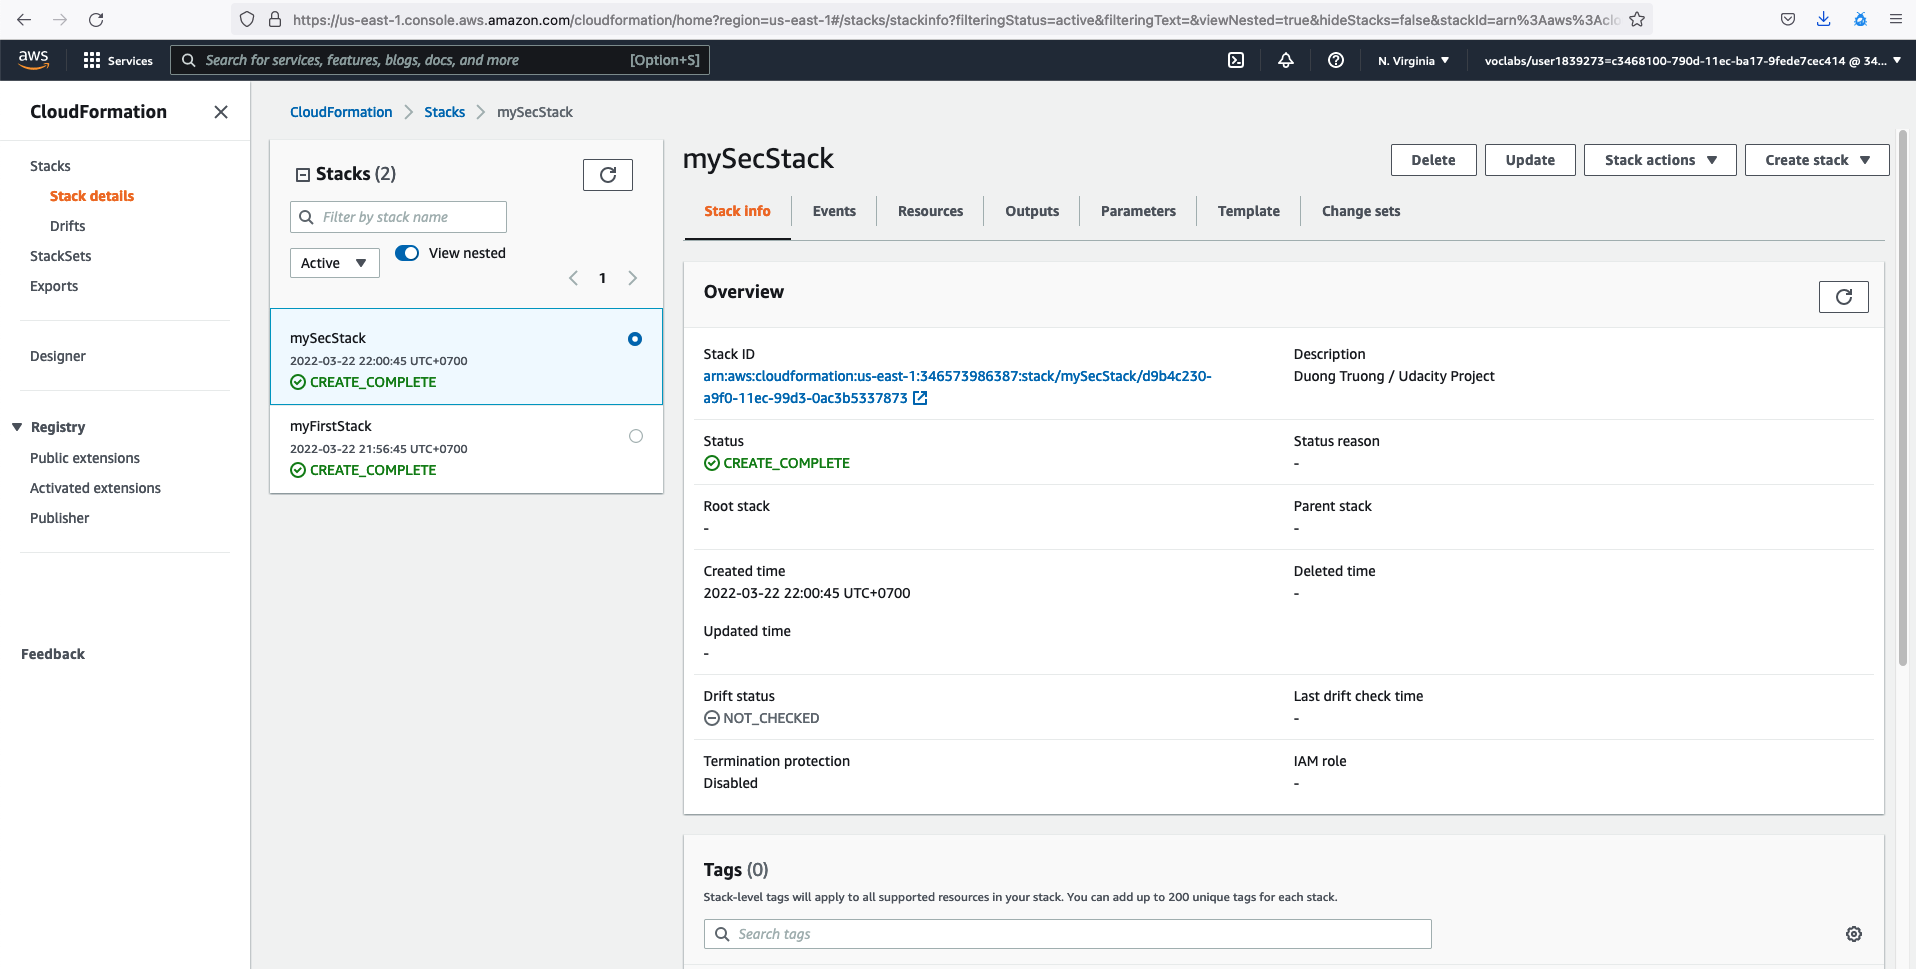 https://us-east-1.console.aws.amazon.com/cloudformation/home?region=us-east-1#/stacks/stackinfo?filteringStatus=active&filteringText=&viewNested=true&hideStacks=false&stackId=arn%3Aaws%3Aclo
aws
Services
Search for services, features, blogs, docs, and more
[Option+S]
N. Virginia
voclabs/user1839273=c3468100-790d-11ec-ba17-9fede7cec414 @ 34...
CloudFormation
Stacks
Stack details
Drifts
StackSets
Exports
Designer
Registry
Public extensions
Activated extensions
Publisher
Feedback
CloudFormation
Stacks
mySecStack
Stacks (2)
Filter by stack name
Active
View nested
1
mySecStack
2022-03-22 22:00:45 UTC+0700
CREATE_COMPLETE
myFirstStack
2022-03-22 21:56:45 UTC+0700
CREATE_COMPLETE
mySecStack
Delete
Update
Stack actions
Create stack
Stack info
Events
Resources
Outputs
Parameters
Template
Change sets
Overview
Stack ID
arn:aws:cloudformation:us-east-1:346573986387:stack/mySecStack/d9b4c230-
a9f0-11ec-99d3-0ac3b5337873
Description
Duong Truong / Udacity Project
Status
CREATE_COMPLETE
Status reason
-
Root stack
-
Parent stack
-
Created time
2022-03-22 22:00:45 UTC+0700
Deleted time
-
Updated time
-
Drift status
NOT_CHECKED
Last drift check time
-
Termination protection
Disabled
IAM role
-
Tags (0)
Stack-level tags will apply to all supported resources in your stack. You can add up to 200 unique tags for each stack.
Search tags